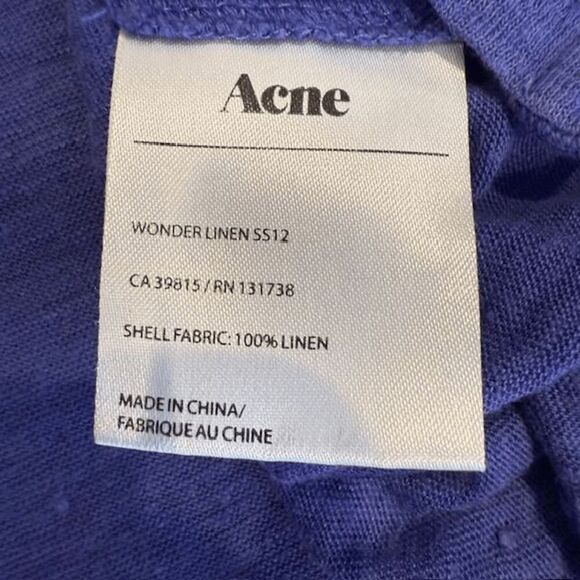 Acne
WONDER LINEN SS12
CA 39815 / RN 131738
SHELL FABRIC: 100% LINEN
MADE IN CHINA/
FABRIQUE AU CHINE